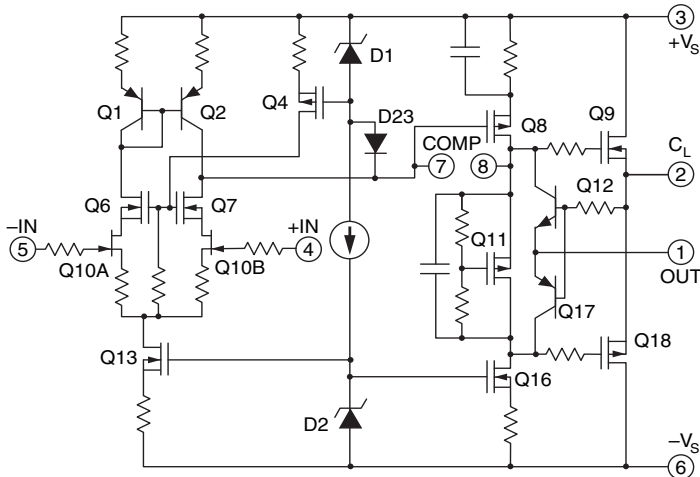 3
+VS
D1
Q1
Q2
Q4
Q8
Q9
D23
COMP
7
8
CL
2
Q6
Q7
Q12
–IN
+IN
5
4
Q11
1
OUT
Q10A
Q10B
Q17
Q13
Q18
Q16
D2
–VS
6